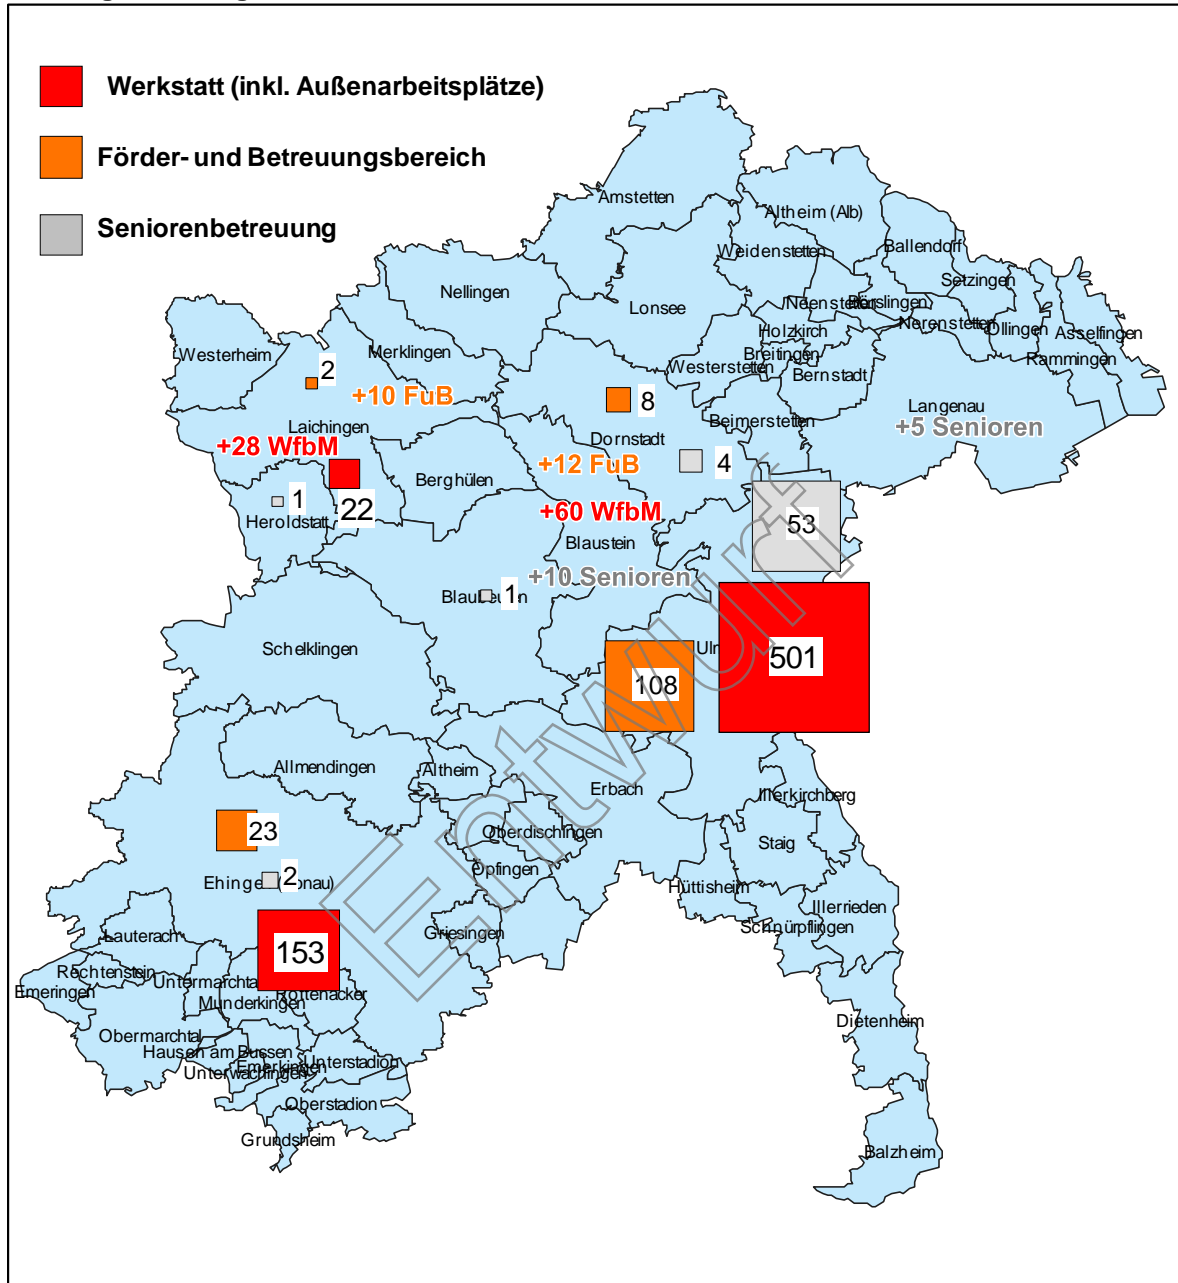 Werkstatt (inkl. Außenarbeitsplätze)
Förder- und Betreuungsbereich
Seniorenbetreuung
Amstetten
Altheim (Alb)
Ballendorf
Weidenstetten
Setzingen
Nellingen
Lonsee
Neenstetten
Börslingen
Nerenstetten
Öllingen
Asselfingen
Holzkirch
Westerheim
Merklingen
Breitingen
Rammingen
Westerstetten
Bernstadt
2
+10 FuB
8
Langenau
Beimerstetten
+5 Senioren
Laichingen
Dornstadt
+28 WfbM
+12 FuB
4
Berghülen
1
22
Heroldstatt
+60 WfbM
53
Blaustein
+10 Senioren
1
Schelklingen
501
108
Allmendingen
Altheim
Erbach
Illerkirchberg
23
Oberdischingen
Staig
Öpfingen
2
Hüttisheim
Illerrieden
Schnürpflingen
Lauterach
Griesingen
153
Rechtenstein
Emeringen
Munderkingen
Rottenacker
Obermarchtal
Dietenheim
Hausen am Bussen
Unterstadion
Emerkingen
Unterwachingen
Oberstadion
Grundsheim
Balzheim
Entwurf